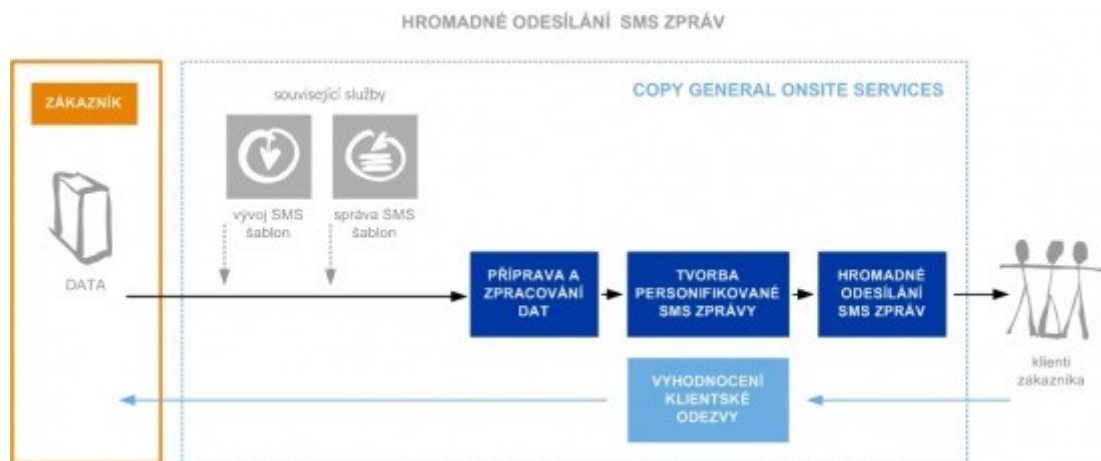 HROMADNÉ ODESÍLÁNÍ SMS ZPRÁV
ZÁKAZNÍK
související služby
COPY GENERAL ONSITE SERVICES
vývoj SMS
šablon
správa SMS
šablon
DATA
PŘÍPRAVA A
ZPRACOVÁNÍ
DAT
TVORBA
PERSONIFIKOVANÉ
SMS ZPRÁVY
HROMADNÉ
ODESÍLÁNÍ
SMS ZPRÁV
klienti
zákazníka
VYHODNOCENÍ
KLIENTSKÉ
ODEZVY